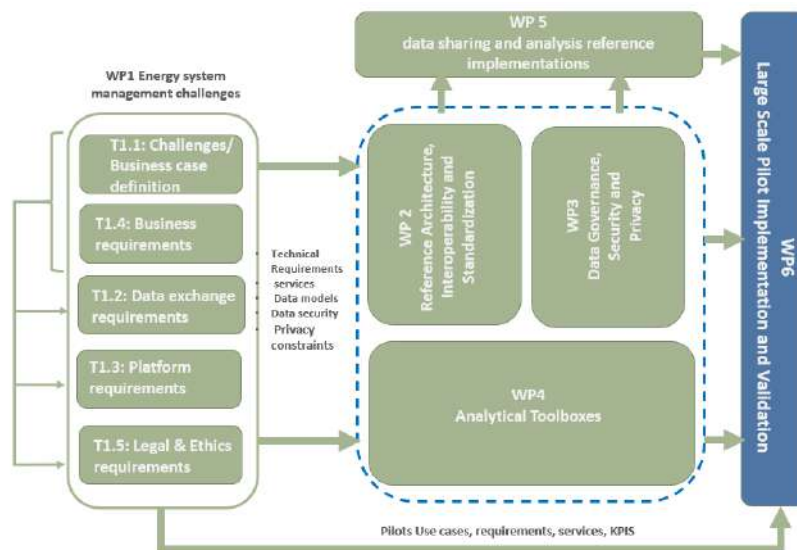 WP 5
data sharing and analysis reference
implementations
WP1 Energy system
management challenges
T1.1: Challenges/
Business case
definition
T1.4: Business
requirements
T1.2: Data exchange
requirements
T1.3: Platform
requirements
T1.5: Legal & Ethics
requirements
• Technical
Requirements
services
• Data models
• Data security
• Privacy
constraints
WP 2
Reference Architecture,
Interoperability and
Standardization
WP3
Data Governance,
Security and
Privacy
WP4
Analytical Toolboxes
WP6
Large Scale Pilot Implementation and Validation
Pilots Use cases, requirements, services, KPIS